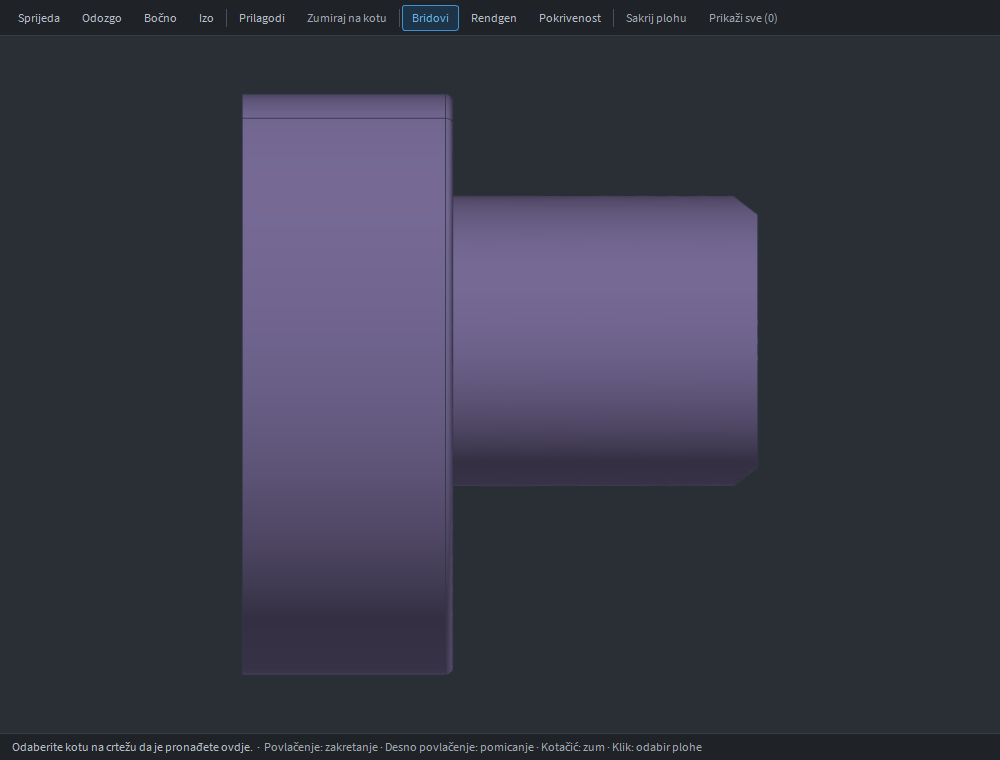 Sprijeda Odozgo Bočno Izo Prilagodi Zumiraj na kotu Bridovi Rendgen Pokrivenost Sakrij plohu Prikaži sve (0)
Odaberite kotu na crtežu da je pronađete ovdje. · Povlačenje: zakretanje · Desno povlačenje: pomicanje · Kotačić: zum · Klik: odabir plohe